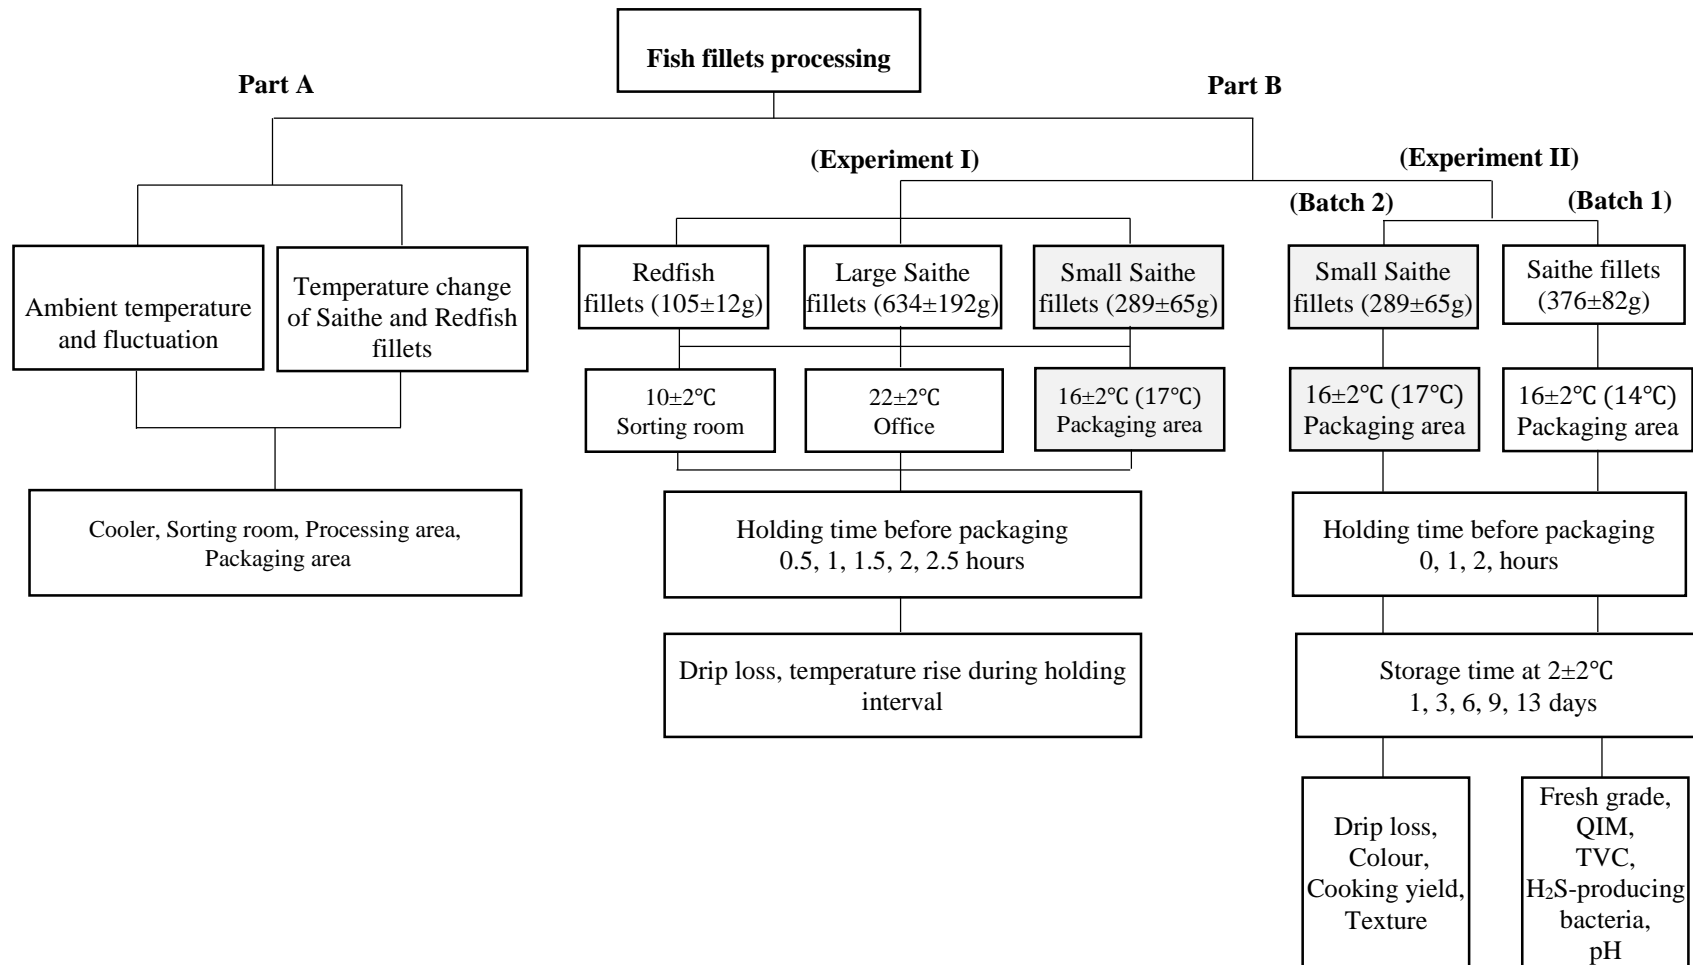 Fish fillets processing
Part A
Part B
(Experiment I)
(Experiment II)
(Batch 2)
(Batch 1)
Ambient temperature
and fluctuation
Temperature change
of Saithe and Redfish
fillets
Cooler, Sorting room, Processing area,
Packaging area
Redfish
fillets (105±12g)
Large Saithe
fillets (634±192g)
Small Saithe
fillets (289±65g)
10±2℃
Sorting room
22±2℃
Office
16±2℃ (17℃)
Packaging area
Holding time before packaging
0.5, 1, 1.5, 2, 2.5 hours
Drip loss, temperature rise during holding
interval
Small Saithe
fillets (289±65g)
Saithe fillets
(376±82g)
16±2℃ (17℃)
Packaging area
16±2℃ (14℃)
Packaging area
Holding time before packaging
0, 1, 2, hours
Storage time at 2±2℃
1, 3, 6, 9, 13 days
Drip loss,
Colour,
Cooking yield,
Texture
Fresh grade,
QIM,
TVC,
H₂S-producing
bacteria,
pH